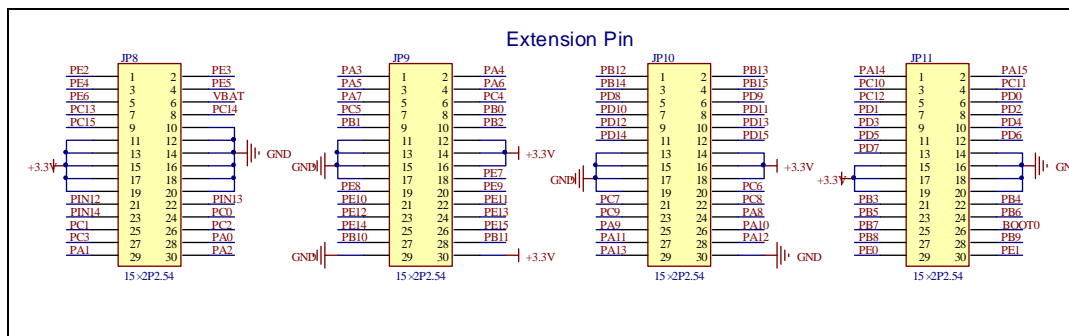 Extension Pin
JP8
PE2 1 2 PE3
PE4 3 4 PE5
PE6 5 6 VBAT
PC13 7 8 PC14
PC15 9 10
11 12
13 14 GND
+3.3V 15 16
17 18
19 20
PIN12 21 22 PIN13
PIN14 23 24 PC0
PC1 25 26 PC2
PC3 27 28 PA0
PA1 29 30 PA2
15×2P2.54
JP9
PA3 1 2 PA4
PA5 3 4 PA6
PA7 5 6 PC4
PC5 7 8 PB0
PB1 9 10 PB2
11 12
13 14 +3.3V
GND 15 16
17 18 PE7
PE8 19 20 PE9
PE10 21 22 PE11
PE12 23 24 PE13
PE14 25 26 PE15
PB10 27 28 PB11
GND 29 30 +3.3V
15×2P2.54
JP10
PB12 1 2 PB13
PB14 3 4 PB15
PD8 5 6 PD9
PD10 7 8 PD11
PD12 9 10 PD13
PD14 11 12 PD15
13 14
15 16 +3.3V
GND 17 18
19 20 PC6
PC7 21 22 PC8
PC9 23 24 PA8
PA9 25 26 PA10
PA11 27 28 PA12
PA13 29 30 GND
15×2P2.54
JP11
PA14 1 2 PA15
PC10 3 4 PC11
PC12 5 6 PD0
PD1 7 8 PD2
PD3 9 10 PD4
PD5 11 12 PD6
PD7 13 14
15 16 GND
+3.3V 17 18
19 20
PB3 21 22 PB4
PB5 23 24 PB6
PB7 25 26 BOOT0
PB8 27 28 PB9
PE0 29 30 PE1
15×2P2.54